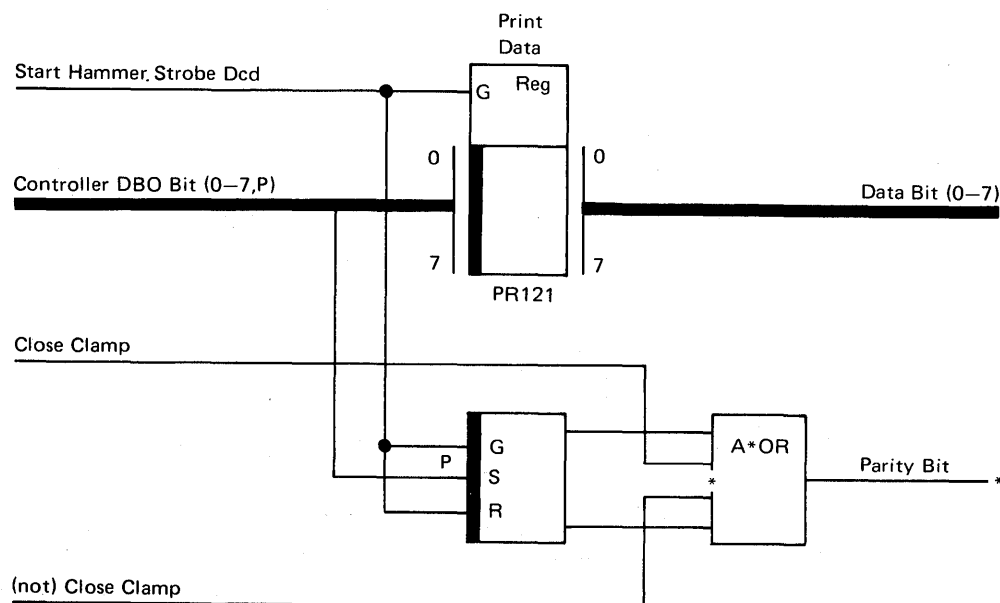 Print
Data
Start Hammer Strobe Dcd
G
Reg
0
0
Controller DBO Bit (0–7,P)
Data Bit (0–7)
7
7
PR121
Close Clamp
G
A*OR
P
S
*
Parity Bit
*
R
(not) Close Clamp